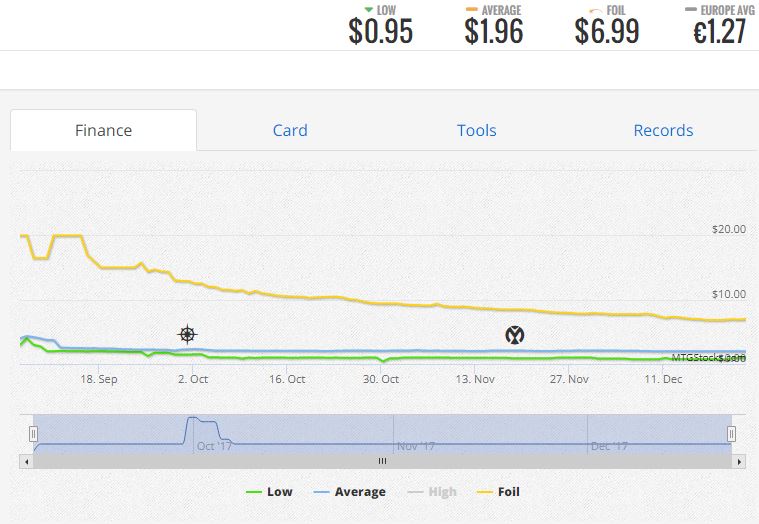 LOW AVERAGE FOIL EUROPE AVG
$0.95 $1.96 $6.99 €1.27
Finance Card Tools Records
$20.00
$10.00
MTGStocks.com
18. Sep 2. Oct 16. Oct 30. Oct 13. Nov 27. Nov 11. Dec
Oct '17 Nov '17 Dec '17
Low Average High Foil